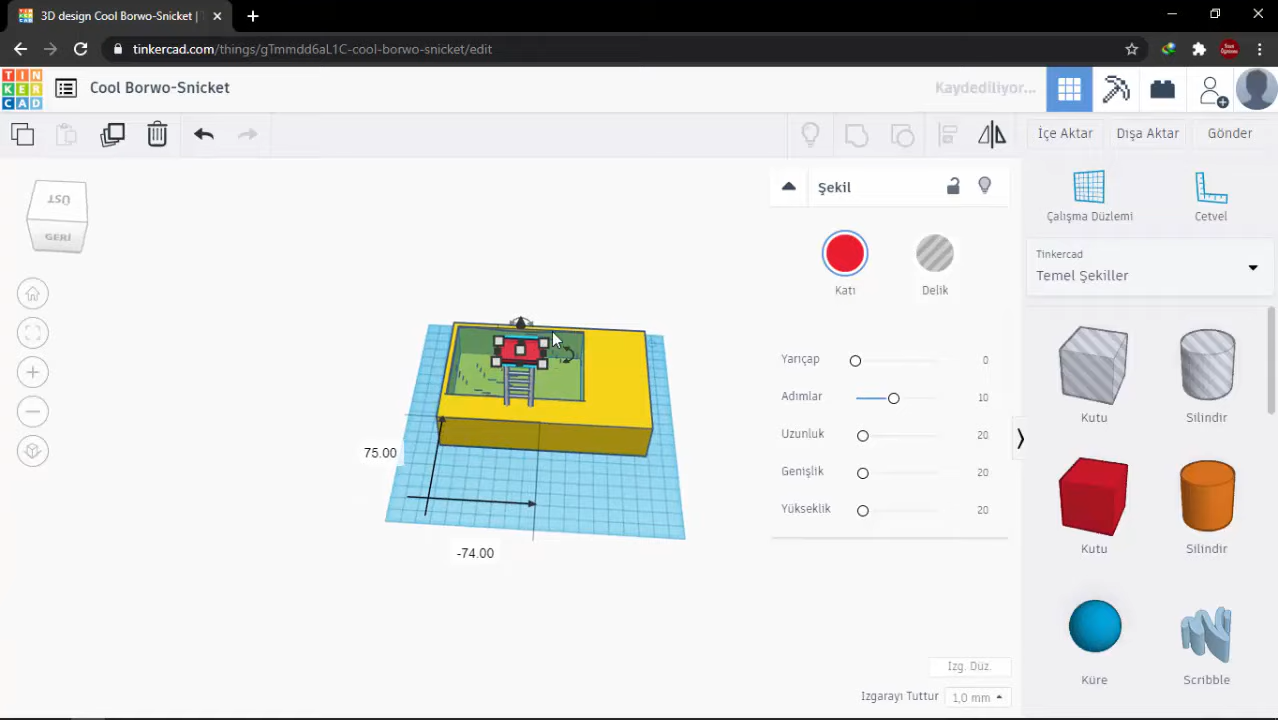 3D design Cool Borwo-Snicket |
tinkercad.com/things/gTmmdd6aL1C-cool-borwo-snicket/edit
TIN
KER
CAD
Cool Borwo-Snicket
Kaydediliyor...
İçe Aktar
Dışa Aktar
Gönder
ÜST
GERİ
Şekil
Katı
Delik
Yarıçap
0
Adımlar
10
Uzunluk
20
Genişlik
20
Yükseklik
20
75.00
-74.00
Çalışma Düzlemi
Cetvel
Tinkercad
Temel Şekiller
Kutu
Silindir
Kutu
Silindir
Küre
Scribble
Izg. Düz.
Izgarayı Tuttur
1,0 mm